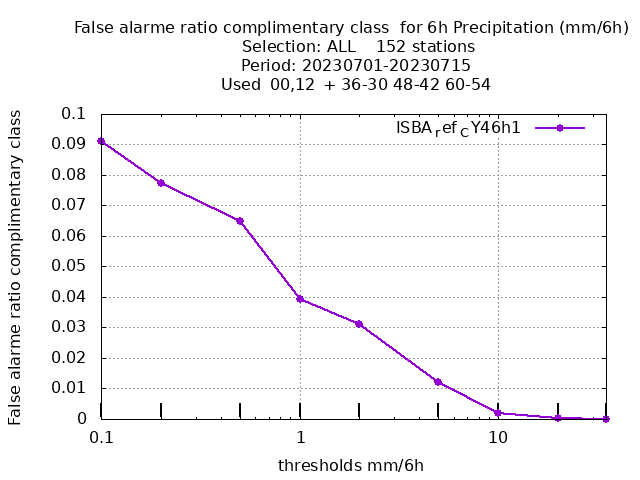 False alarme ratio complimentary class  for 6h Precipitation (mm/6h)
Selection: ALL    152 stations
Period: 20230701-20230715
Used  00,12  + 36-30 48-42 60-54
False alarme ratio complimentary class
ISBA_ref_CY46h1
0.1
0.09
0.08
0.07
0.06
0.05
0.04
0.03
0.02
0.01
0
0.1 1 10
thresholds mm/6h